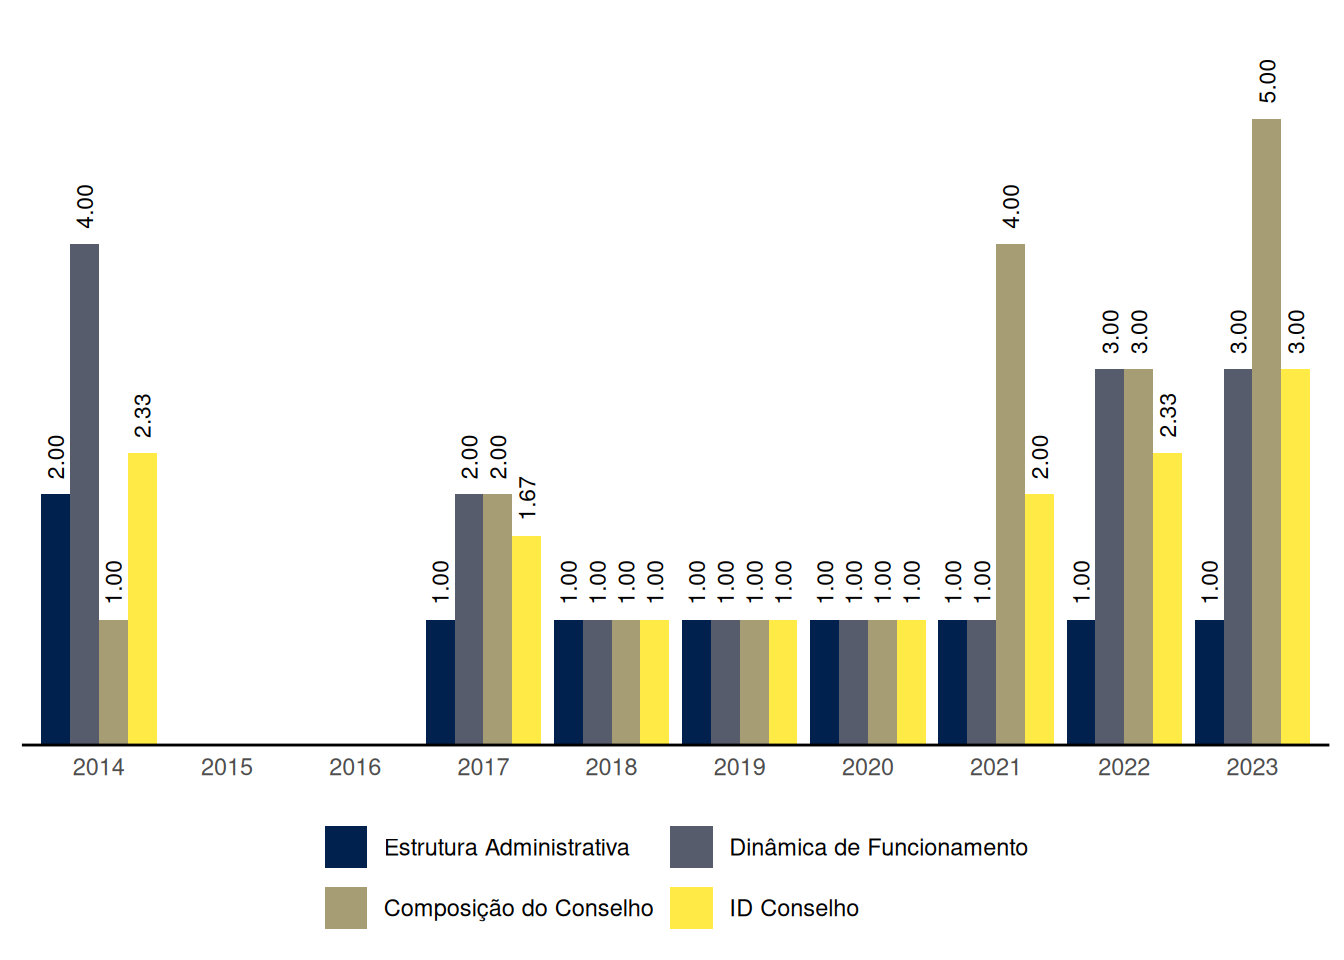 2.00 4.00 1.00 2.33
1.00 2.00 2.00 1.67
1.00 1.00 1.00 1.00
1.00 1.00 1.00 1.00
1.00 1.00 1.00 1.00
1.00 1.00 4.00 2.00
1.00 3.00 3.00 2.33
1.00 3.00 5.00 3.00
2014 2015 2016 2017 2018 2019 2020 2021 2022 2023
Estrutura Administrativa Dinâmica de Funcionamento
Composição do Conselho ID Conselho